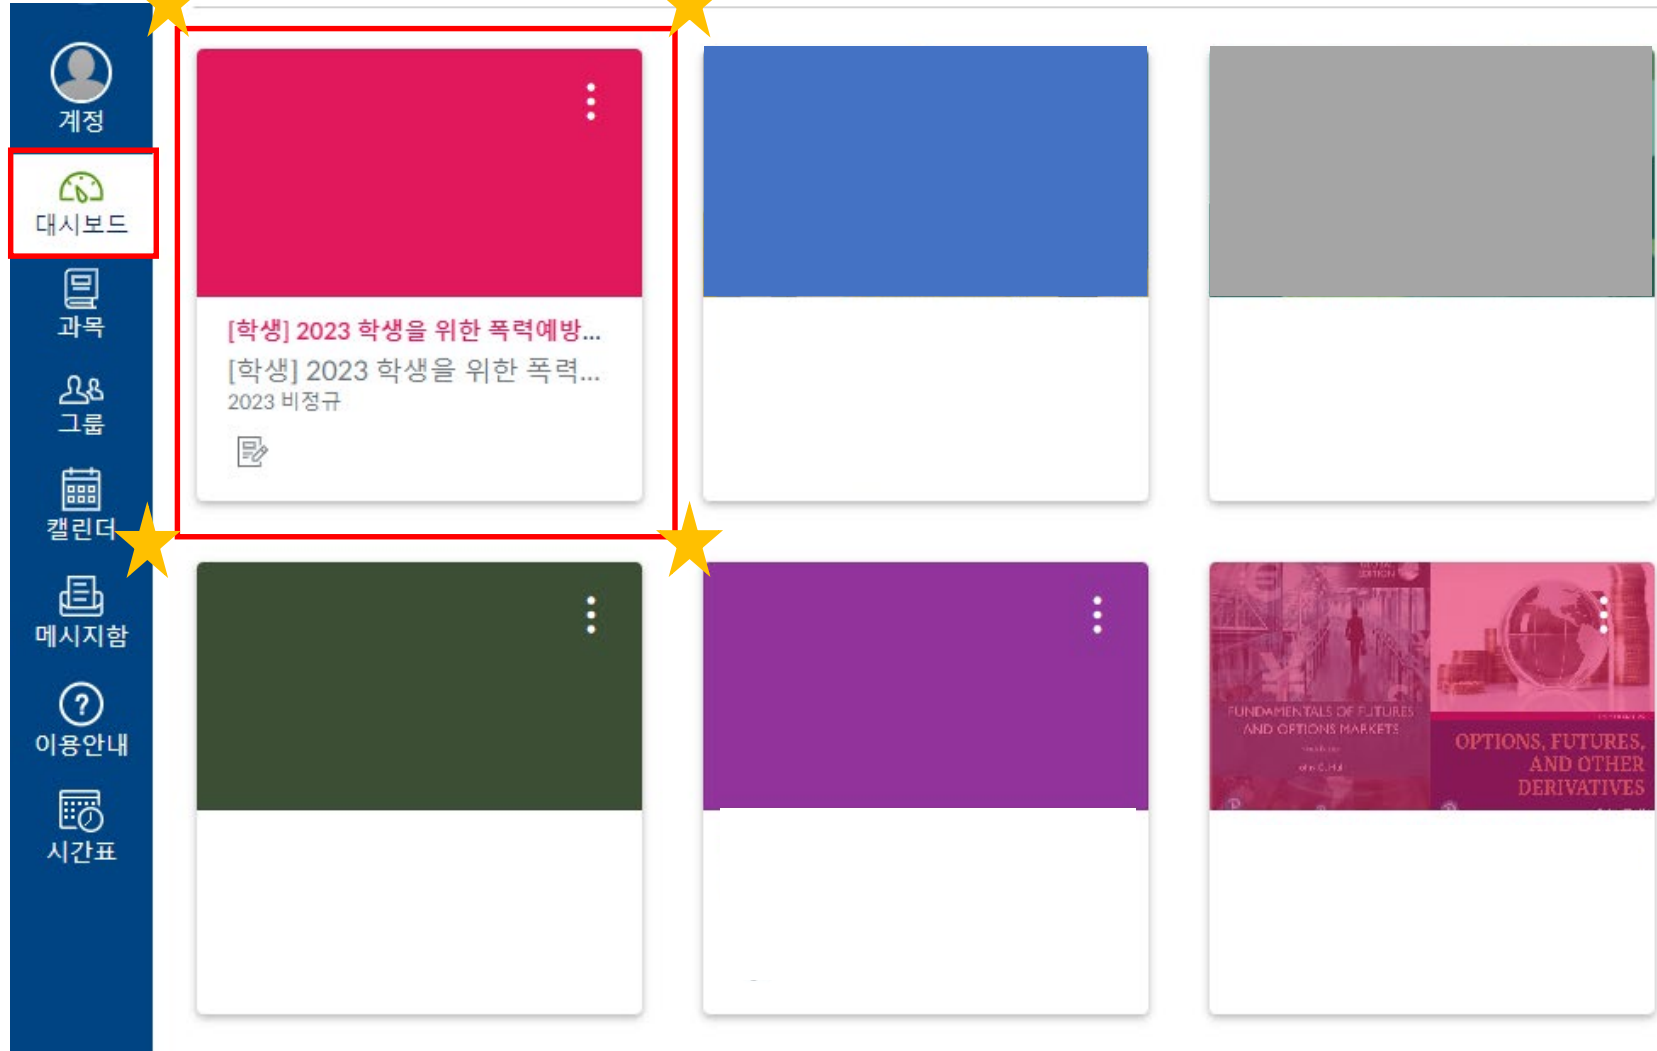 계정
대시보드
과목
그룹
캘린더
메시지함
이용안내
시간표
[학생] 2023 학생을 위한 폭력예방...
[학생] 2023 학생을 위한 폭력...
2023 비정규
GLOBAL
EDITION
FUNDAMENTALS OF FUTURES
AND OPTIONS MARKETS
OPTIONS, FUTURES,
AND OTHER
DERIVATIVES